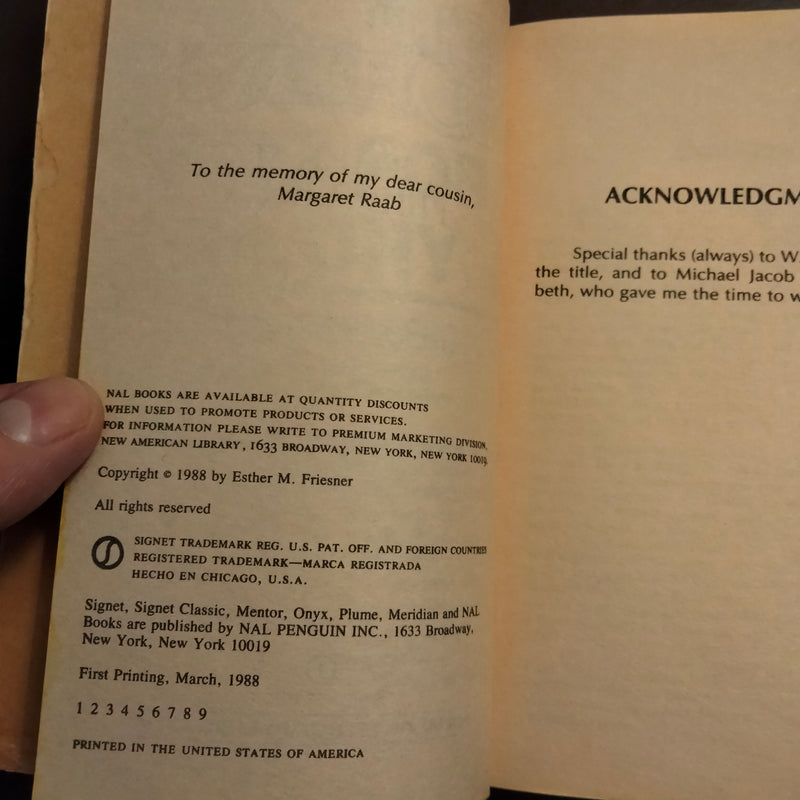 To the memory of my dear cousin,
Margaret Raab
NAL BOOKS ARE AVAILABLE AT QUANTITY DISCOUNTS
WHEN USED TO PROMOTE PRODUCTS OR SERVICES.
FOR INFORMATION PLEASE WRITE TO PREMIUM MARKETING DIVISION,
NEW AMERICAN LIBRARY, 1633 BROADWAY, NEW YORK, NEW YORK 10019.
Copyright © 1988 by Esther M. Friesner
All rights reserved
SIGNET TRADEMARK REG. U.S. PAT. OFF. AND FOREIGN COUNTRIES
REGISTERED TRADEMARK—MARCA REGISTRADA
HECHO EN CHICAGO, U.S.A.
Signet, Signet Classic, Mentor, Onyx, Plume, Meridian and NAL
Books are published by NAL PENGUIN INC., 1633 Broadway,
New York, New York 10019
First Printing, March, 1988
1 2 3 4 5 6 7 8 9
PRINTED IN THE UNITED STATES OF AMERICA
ACKNOWLEDGM
Special thanks (always) to W
the title, and to Michael Jacob
beth, who gave me the time to w